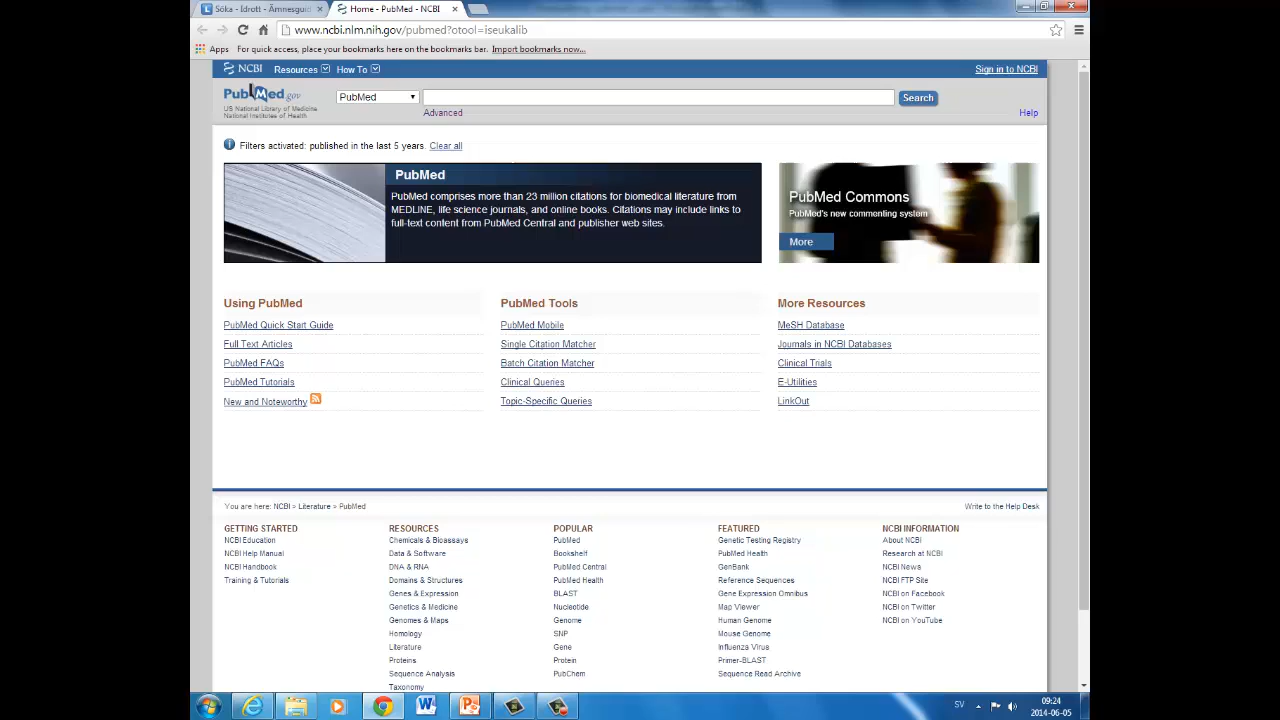 Söka - Idrott - Ämnesguid
Home - PubMed - NCBI
www.ncbi.nlm.nih.gov/pubmed?otool=iseukalib
Apps For quick access, place your bookmarks here on the bookmarks bar. Import bookmarks now...
NCBI Resources How To Sign in to NCBI
PubMed.gov
US National Library of Medicine
National Institutes of Health
PubMed
Search
Advanced
Help
Filters activated: published in the last 5 years. Clear all
PubMed
PubMed comprises more than 23 million citations for biomedical literature from
MEDLINE, life science journals, and online books. Citations may include links to
full-text content from PubMed Central and publisher web sites.
PubMed Commons
PubMed's new commenting system
More
Using PubMed
PubMed Quick Start Guide
Full Text Articles
PubMed FAQs
PubMed Tutorials
New and Noteworthy
PubMed Tools
PubMed Mobile
Single Citation Matcher
Batch Citation Matcher
Clinical Queries
Topic-Specific Queries
More Resources
MeSH Database
Journals in NCBI Databases
Clinical Trials
E-Utilities
LinkOut
You are here: NCBI > Literature > PubMed
Write to the Help Desk
GETTING STARTED
NCBI Education
NCBI Help Manual
NCBI Handbook
Training & Tutorials
RESOURCES
Chemicals & Bioassays
Data & Software
DNA & RNA
Domains & Structures
Genes & Expression
Genetics & Medicine
Genomes & Maps
Homology
Literature
Proteins
Sequence Analysis
Taxonomy
POPULAR
PubMed
Bookshelf
PubMed Central
PubMed Health
BLAST
Nucleotide
Genome
SNP
Gene
Protein
PubChem
FEATURED
Genetic Testing Registry
PubMed Health
GenBank
Reference Sequences
Gene Expression Omnibus
Map Viewer
Human Genome
Mouse Genome
Influenza Virus
Primer-BLAST
Sequence Read Archive
NCBI INFORMATION
About NCBI
Research at NCBI
NCBI News
NCBI FTP Site
NCBI on Facebook
NCBI on Twitter
NCBI on YouTube
SV
09:24
2014-06-05